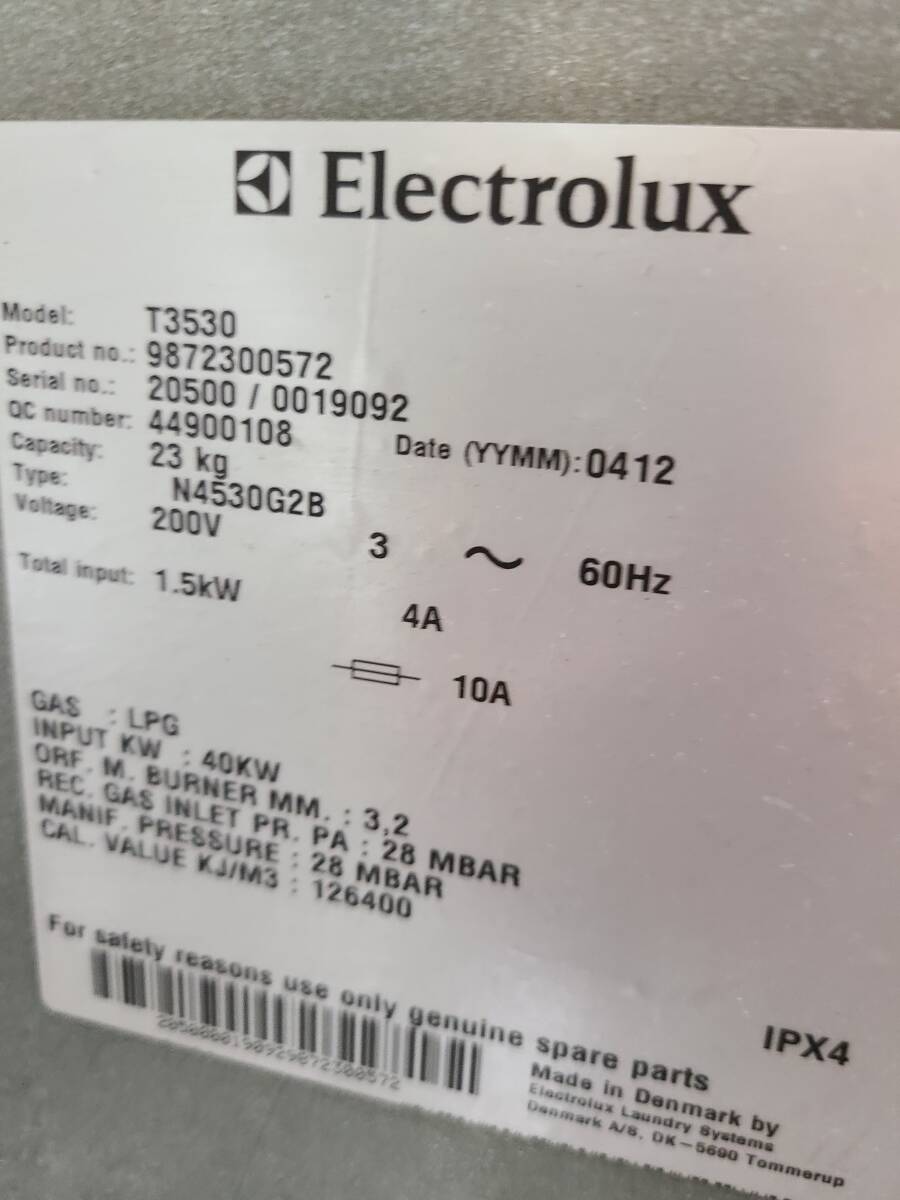 Electrolux
Model: T3530
Product no.: 9872300572
Serial no.: 20500 / 0019092
QC number: 44900108 Date (YYMM): 0412
Capacity: 23 kg
Type: N4530G2B
Voltage: 200V 3 ~ 60Hz
Total input: 1.5kW 4A
10A
GAS : LPG
INPUT KW : 40KW
ORF. M. BURNER MM. : 3,2
REC. GAS INLET PR. PA : 28 MBAR
MANIF. PRESSURE : 28 MBAR
CAL. VALUE KJ/M3 : 126400
For safety reasons use only genuine spare parts
IPX4
2050000190929872300572
Made in Denmark by
Electrolux Laundry Systems
Denmark A/S, DK-5690 Tommerup